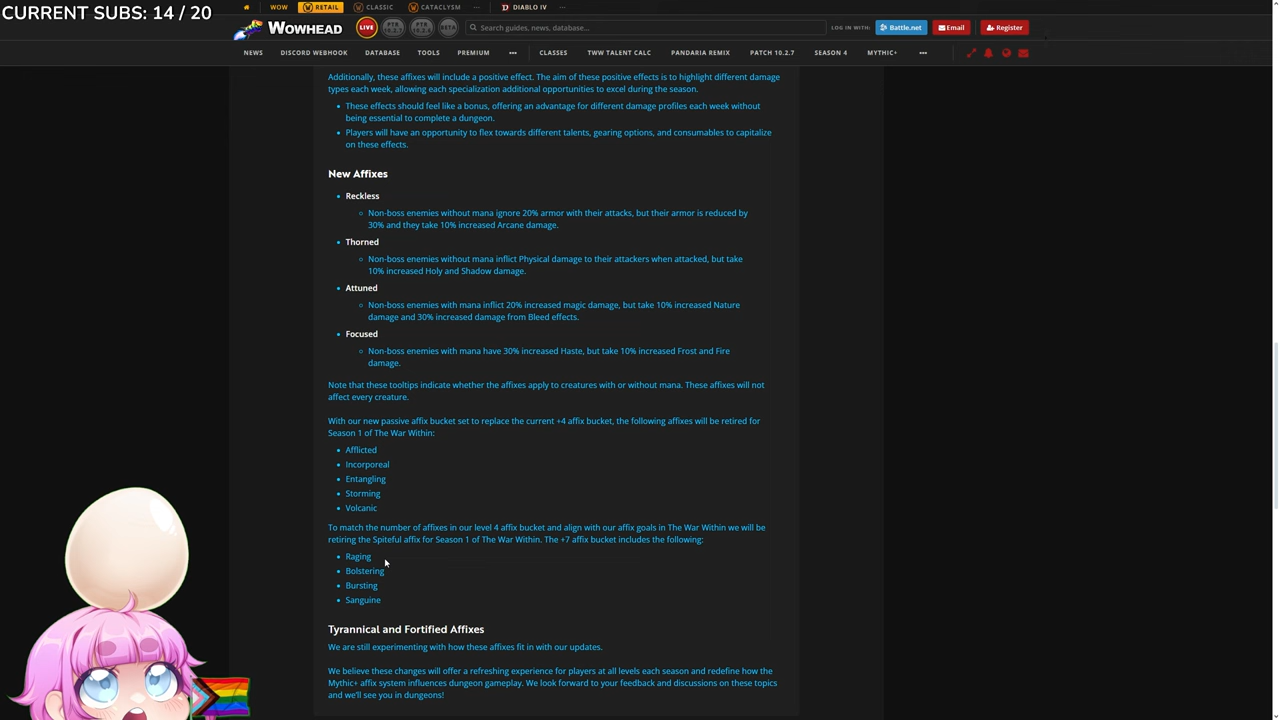 CURRENT SUBS: 14 / 20
WOW
RETAIL
CLASSIC
CATACLYSM
DIABLO IV
WOWHEAD
LIVE
PTR
PTR
BETA
Search guides, news, database...
LOG IN WITH:
Battle.net
Email
Register
NEWS
DISCORD WEBHOOK
DATABASE
TOOLS
PREMIUM
•••
CLASSES
TWW TALENT CALC
PANDARIA REMIX
PATCH 10.2.7
SEASON 4
MYTHIC+
•••
Additionally, these affixes will include a positive effect. The aim of these positive effects is to highlight different damage
types each week, allowing each specialization additional opportunities to excel during the season.
• These effects should feel like a bonus, offering an advantage for different damage profiles each week without
being essential to complete a dungeon.
• Players will have an opportunity to flex towards different talents, gearing options, and consumables to capitalize
on these effects.
New Affixes
• Reckless
Non-boss enemies without mana ignore 20% armor with their attacks, but their armor is reduced by
30% and they take 10% increased Arcane damage.
• Thorned
Non-boss enemies without mana inflict Physical damage to their attackers when attacked, but take
10% increased Holy and Shadow damage.
• Attuned
Non-boss enemies with mana inflict 20% increased magic damage, but take 10% increased Nature
damage and 30% increased damage from Bleed effects.
• Focused
Non-boss enemies with mana have 30% increased Haste, but take 10% increased Frost and Fire
damage.
Note that these tooltips indicate whether the affixes apply to creatures with or without mana. These affixes will not
affect every creature.
With our new passive affix bucket set to replace the current +4 affix bucket, the following affixes will be retired for
Season 1 of The War Within:
• Afflicted
• Incorporeal
• Entangling
• Storming
• Volcanic
To match the number of affixes in our level 4 affix bucket and align with our affix goals in The War Within we will be
retiring the Spiteful affix for Season 1 of The War Within. The +7 affix bucket includes the following:
• Raging
• Bolstering
• Bursting
• Sanguine
Tyrannical and Fortified Affixes
We are still experimenting with how these affixes fit in with our updates.
We believe these changes will offer a refreshing experience for players at all levels each season and redefine how the
Mythic+ affix system influences dungeon gameplay. We look forward to your feedback and discussions on these topics
and we'll see you in dungeons!